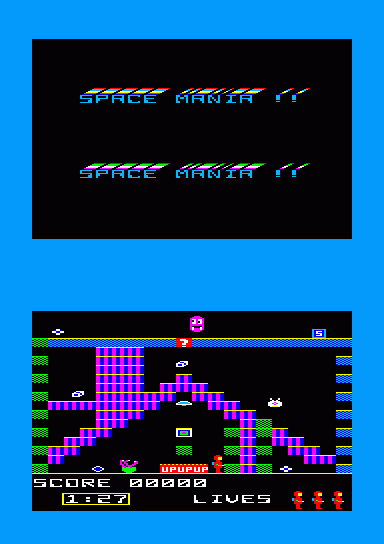 SPACE MANIA !!
SPACE MANIA !!
S
?
UPUPUP
SCORE 00000
1:27 LIVES